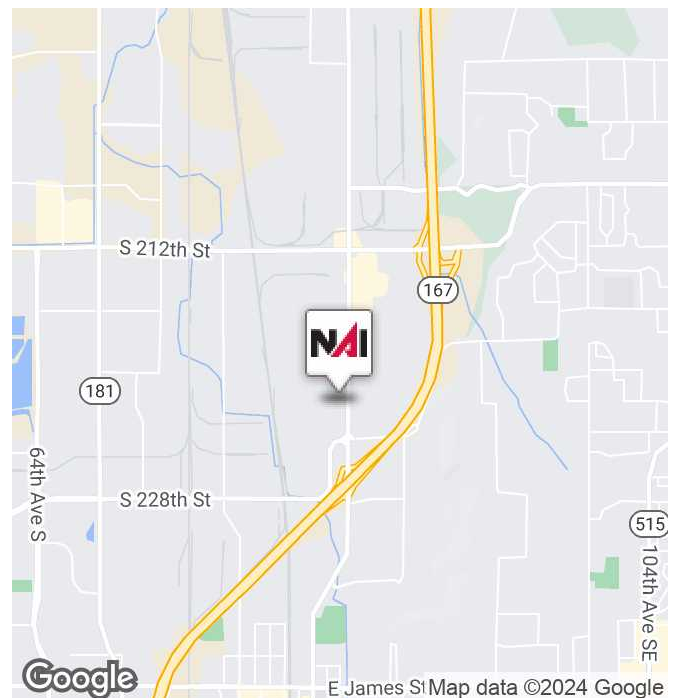 S 212th St
167
NAI
181
64th Ave S
S 228th St
515
104th Ave SE
E James St
Google
Map data ©2024 Google